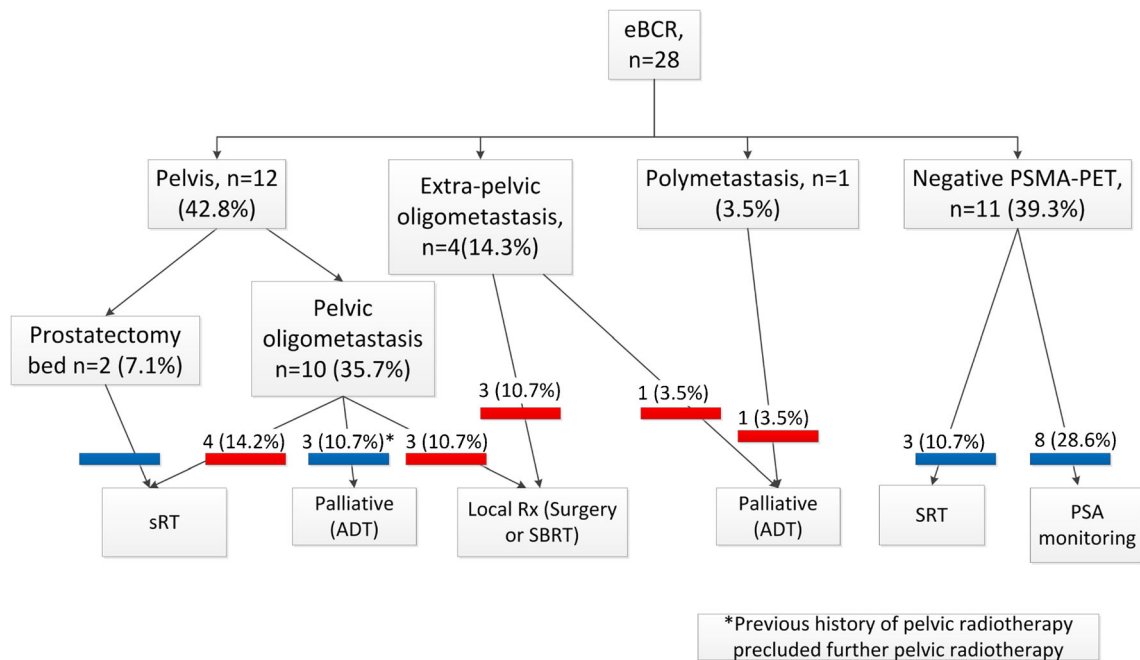 eBCR,
n=28
Pelvis, n=12
(42.8%)
Extra-pelvic
oligometastasis,
n=4(14.3%)
Polymetastasis, n=1
(3.5%)
Negative PSMA-PET,
n=11 (39.3%)
Prostatectomy
bed n=2 (7.1%)
Pelvic
oligometastasis
n=10 (35.7%)
3 (10.7%)
1 (3.5%)
1 (3.5%)
4 (14.2%)
3 (10.7%)*
3 (10.7%)
3 (10.7%)
8 (28.6%)
sRT
Palliative
(ADT)
Local Rx (Surgery
or SBRT)
Palliative
(ADT)
SRT
PSA
monitoring
*Previous history of pelvic radiotherapy
precluded further pelvic radiotherapy